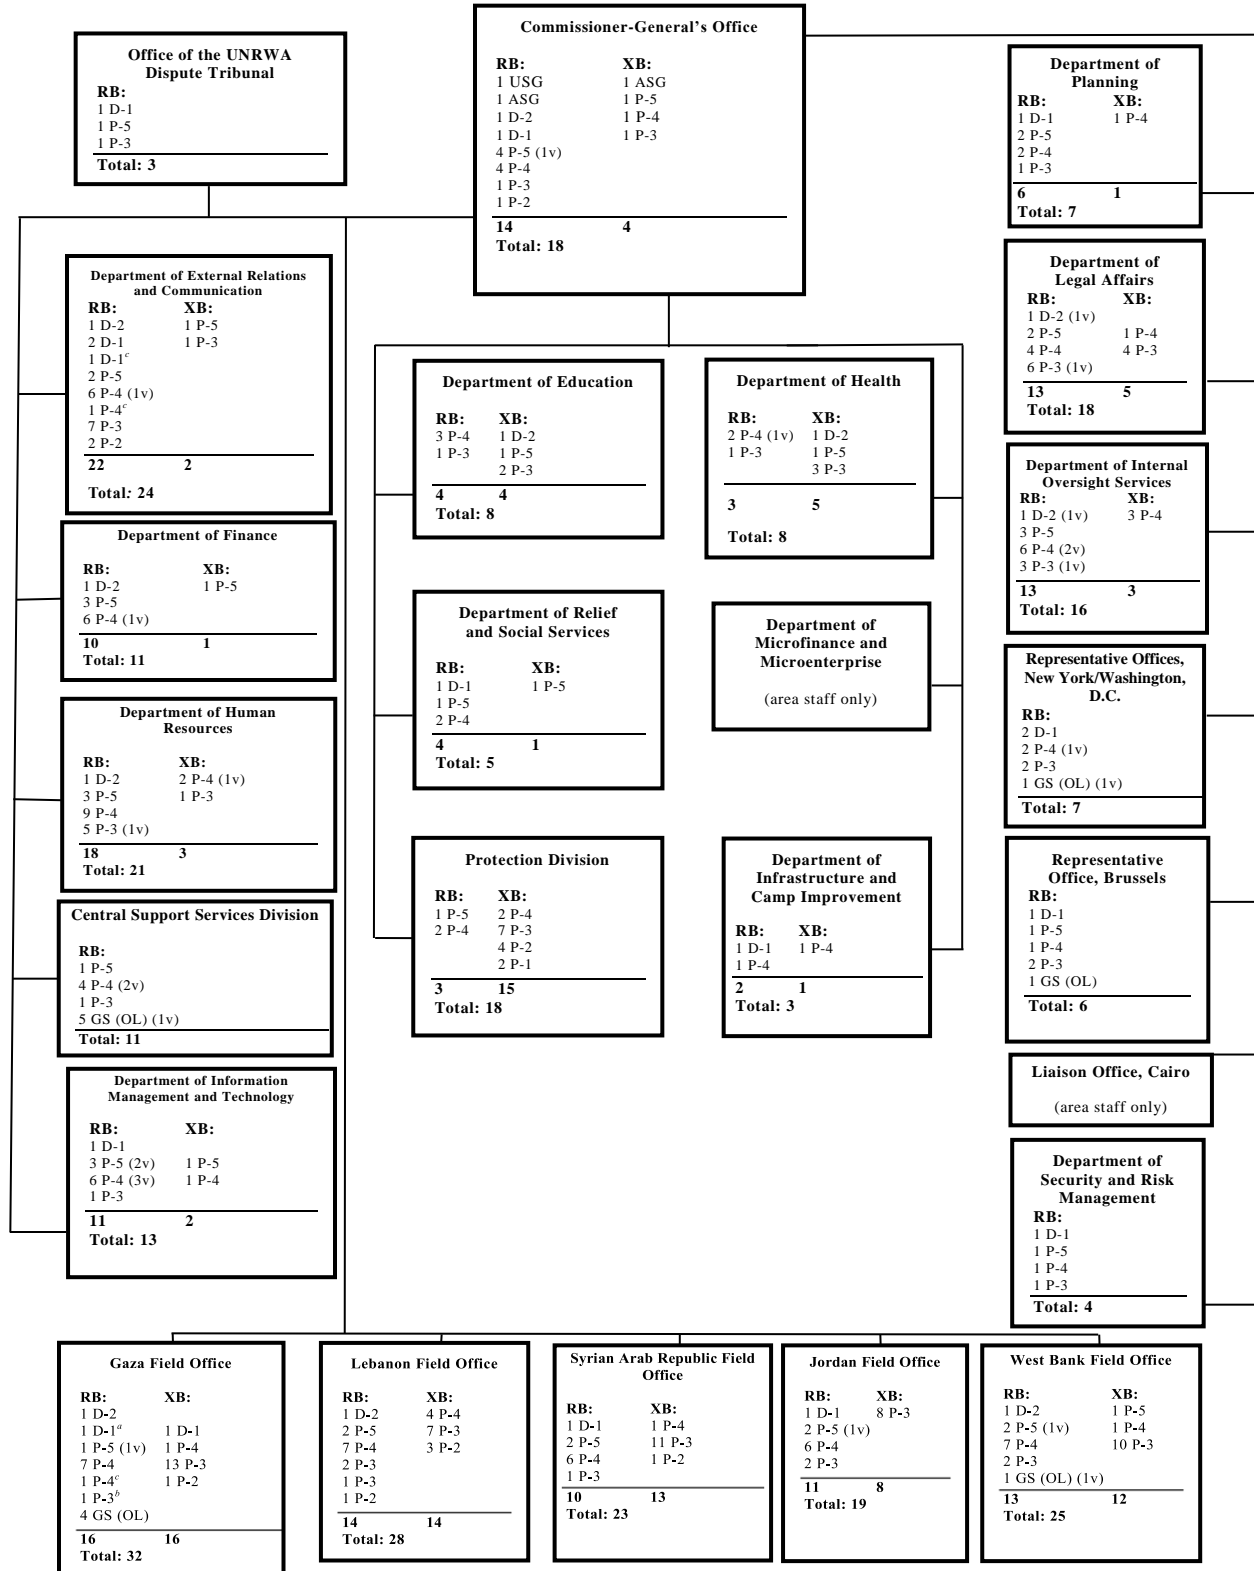 Commissioner-General's Office
RB: XB:
1 USG 1 ASG
1 ASG 1 P-5
1 D-2 1 P-4
1 D-1 1 P-3
4 P-5 (1v)
4 P-4
1 P-3
1 P-2
14 4
Total: 18
Office of the UNRWA
Dispute Tribunal
RB:
1 D-1
1 P-5
1 P-3
Total: 3
Department of
Planning
RB: XB:
1 D-1 1 P-4
2 P-5
2 P-4
1 P-3
6 1
Total: 7
Department of External Relations
and Communication
RB: XB:
1 D-2 1 P-5
2 D-1 1 P-3
1 D-1c
2 P-5
6 P-4 (1v)
1 P-4c
7 P-3
2 P-2
22 2
Total: 24
Department of Finance
RB: XB:
1 D-2 1 P-5
3 P-5
6 P-4 (1v)
10 1
Total: 11
Department of Human
Resources
RB: XB:
1 D-2 2 P-4 (1v)
3 P-5 1 P-3
9 P-4
5 P-3 (1v)
18 3
Total: 21
Central Support Services Division
RB:
1 P-5
4 P-4 (2v)
1 P-3
5 GS (OL) (1v)
Total: 11
Department of Information
Management and Technology
RB: XB:
1 D-1
3 P-5 (2v) 1 P-5
6 P-4 (3v) 1 P-4
1 P-3
11 2
Total: 13
Department of Education
RB: XB:
3 P-4 1 D-2
1 P-3 1 P-5
2 P-3
4 4
Total: 8
Department of Relief
and Social Services
RB: XB:
1 D-1 1 P-5
1 P-5
2 P-4
4 1
Total: 5
Protection Division
RB: XB:
1 P-5 2 P-4
2 P-4 7 P-3
4 P-2
2 P-1
3 15
Total: 18
Department of Health
RB: XB:
2 P-4 (1v) 1 D-2
1 P-3 1 P-5
3 P-3
3 5
Total: 8
Department of
Microfinance and
Microenterprise
(area staff only)
Department of
Infrastructure and
Camp Improvement
RB: XB:
1 D-1 1 P-4
1 P-4
2 1
Total: 3
Department of
Legal Affairs
RB: XB:
1 D-2 (1v)
2 P-5 1 P-4
4 P-4 4 P-3
6 P-3 (1v)
13 5
Total: 18
Department of Internal
Oversight Services
RB: XB:
1 D-2 (1v) 3 P-4
3 P-5
6 P-4 (2v)
3 P-3 (1v)
13 3
Total: 16
Representative Offices,
New York/Washington,
D.C.
RB:
2 D-1
2 P-4 (1v)
2 P-3
1 GS (OL) (1v)
Total: 7
Representative
Office, Brussels
RB:
1 D-1
1 P-5
1 P-4
2 P-3
1 GS (OL)
Total: 6
Liaison Office, Cairo
(area staff only)
Department of
Security and Risk
Management
RB:
1 D-1
1 P-5
1 P-4
1 P-3
Total: 4
Gaza Field Office
RB: XB:
1 D-2
1 D-1a 1 D-1
1 P-5 (1v) 1 P-4
7 P-4 13 P-3
1 P-4c 1 P-2
1 P-3b
4 GS (OL)
16 16
Total: 32
Lebanon Field Office
RB: XB:
1 D-2 4 P-4
2 P-5 7 P-3
7 P-4 3 P-2
2 P-3
1 P-3
1 P-2
14 14
Total: 28
Syrian Arab Republic Field
Office
RB: XB:
1 D-1 1 P-4
2 P-5 11 P-3
6 P-4 1 P-2
1 P-3
10 13
Total: 23
Jordan Field Office
RB: XB:
1 D-1 8 P-3
2 P-5 (1v)
6 P-4
2 P-3
11 8
Total: 19
West Bank Field Office
RB: XB:
1 D-2 1 P-5
2 P-5 (1v) 1 P-4
7 P-4 10 P-3
2 P-3
1 GS (OL) (1v)
13 12
Total: 25